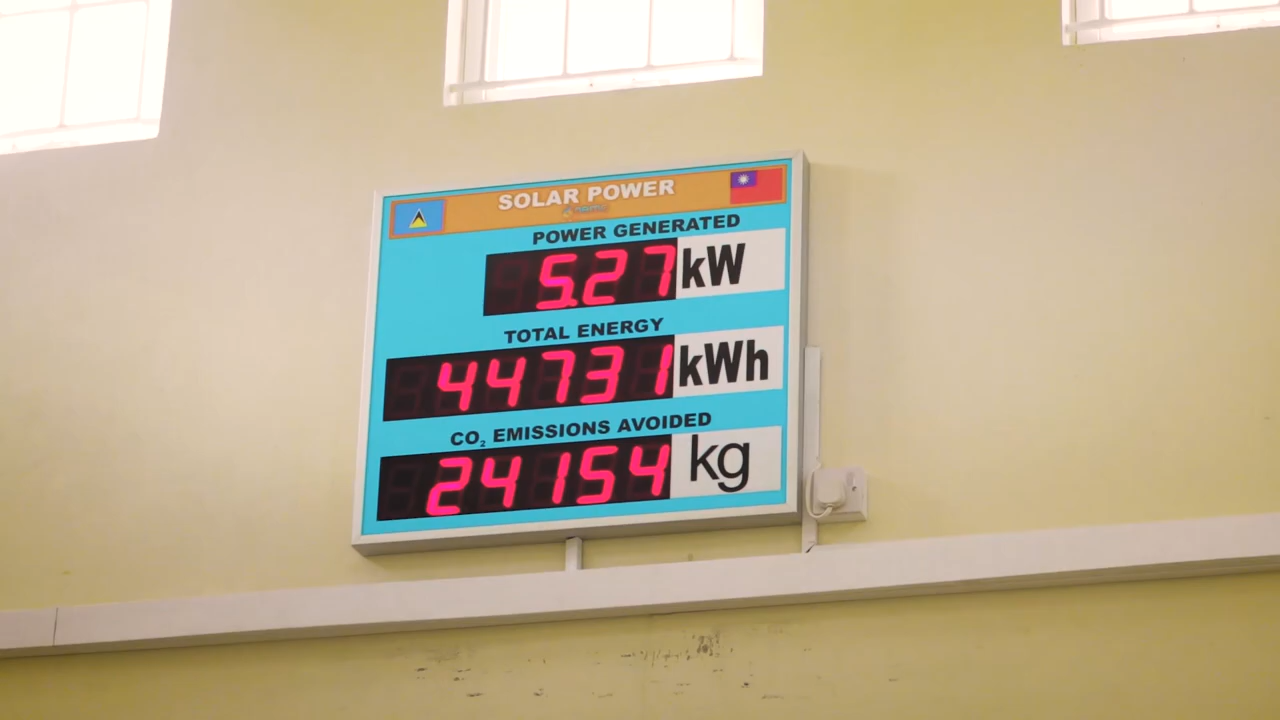 SOLAR POWER
POWER GENERATED
5.27 kW
TOTAL ENERGY
44731 kWh
CO₂ EMISSIONS AVOIDED
24154 kg